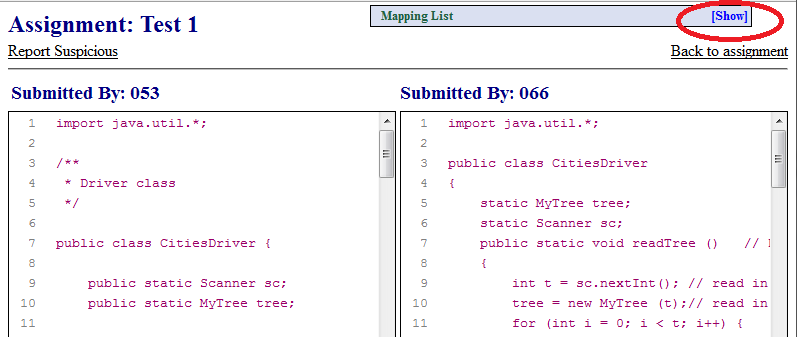 Assignment: Test 1
Mapping List [Show]
Report Suspicious
Back to assignment
Submitted By: 053
1 import java.util.*;
2
3 /**
4 * Driver class
5 */
6
7 public class CitiesDriver {
8
9 public static Scanner sc;
10 public static MyTree tree;
11
Submitted By: 066
1 import java.util.*;
2
3 public class CitiesDriver
4 {
5 static MyTree tree;
6 static Scanner sc;
7 public static void readTree () //
8 {
9 int t = sc.nextInt(); // read in
10 tree = new MyTree (t);// read in
11 for (int i = 0; i < t; i++) {